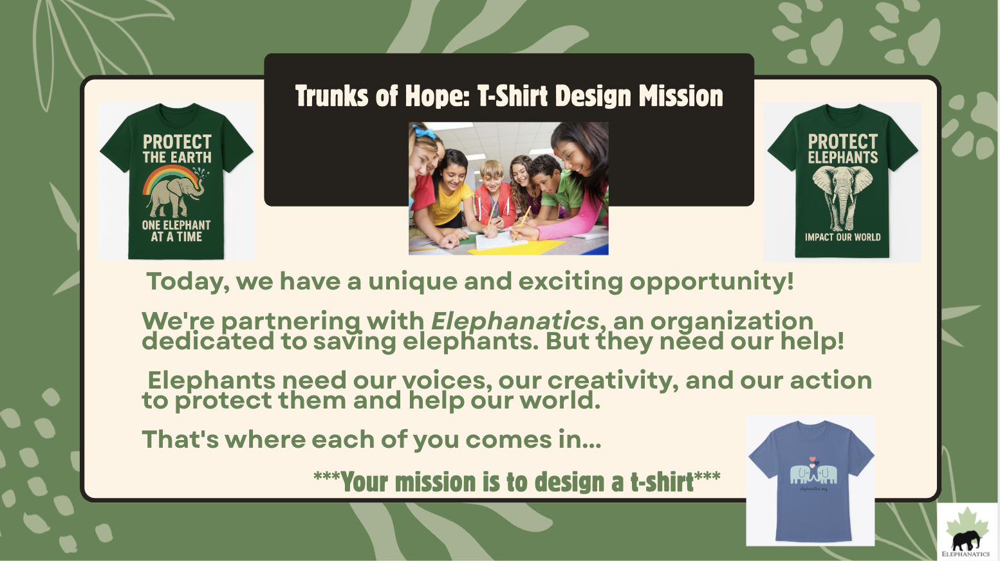 Trunks of Hope: T-Shirt Design Mission
PROTECT
THE EARTH
ONE ELEPHANT
AT A TIME
PROTECT
ELEPHANTS
IMPACT OUR WORLD
Today, we have a unique and exciting opportunity!
We're partnering with Elephanatics, an organization
dedicated to saving elephants. But they need our help!
Elephants need our voices, our creativity, and our action
to protect them and help our world.
That's where each of you comes in...
***Your mission is to design a t-shirt***
elephanatics.org
ELEPHANATICS